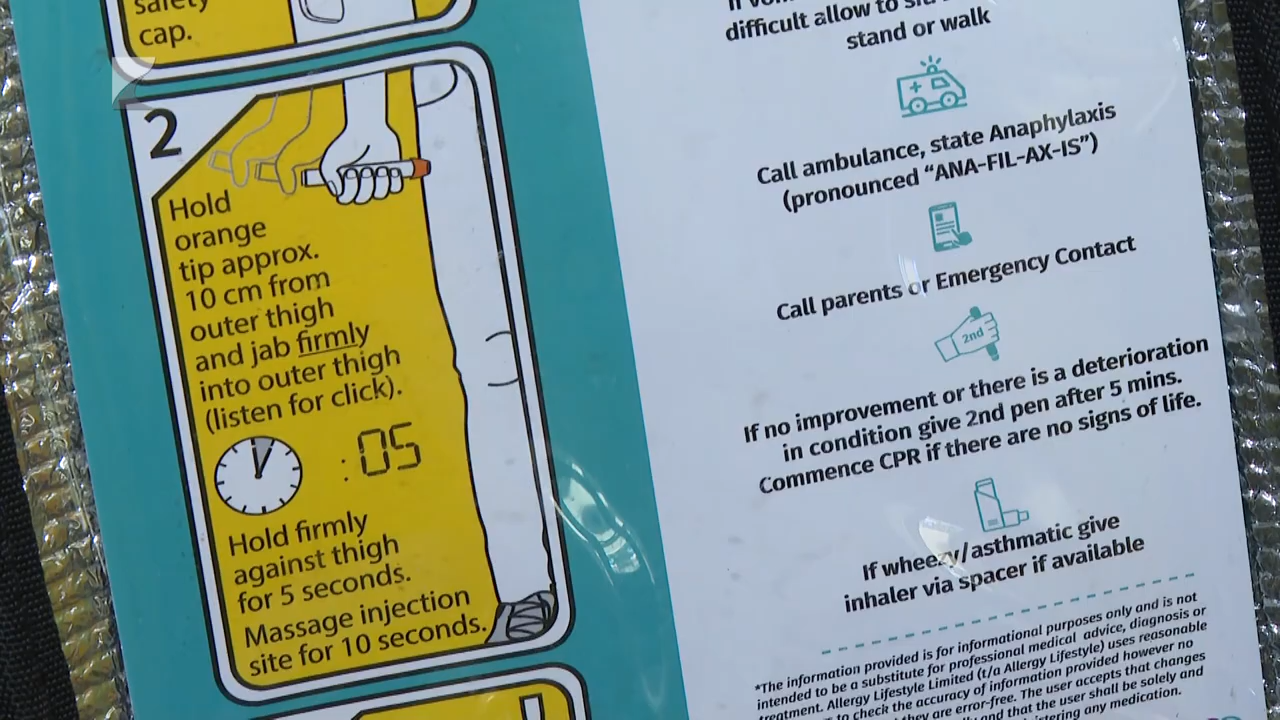 safety
cap.
2
Hold
orange
tip approx.
10 cm from
outer thigh
and jab firmly
into outer thigh
(listen for click).
:05
Hold firmly
against thigh
for 5 seconds.
Massage injection
site for 10 seconds.
difficult allow to
stand or walk
Call ambulance, state Anaphylaxis
(pronounced “ANA-FIL-AX-IS”)
Call parents or Emergency Contact
2nd
If no improvement or there is a deterioration
in condition give 2nd pen after 5 mins.
Commence CPR if there are no signs of life.
If wheezy/asthmatic give
inhaler via spacer if available
*The information provided is for informational purposes only and is not
intended to be a substitute for professional medical advice, diagnosis or
treatment. Allergy Lifestyle Limited (t/a Allergy Lifestyle) uses reasonable
to check the accuracy of information provided however no
they are error-free. The user accepts that changes
and that the user shall be solely and
any medication.